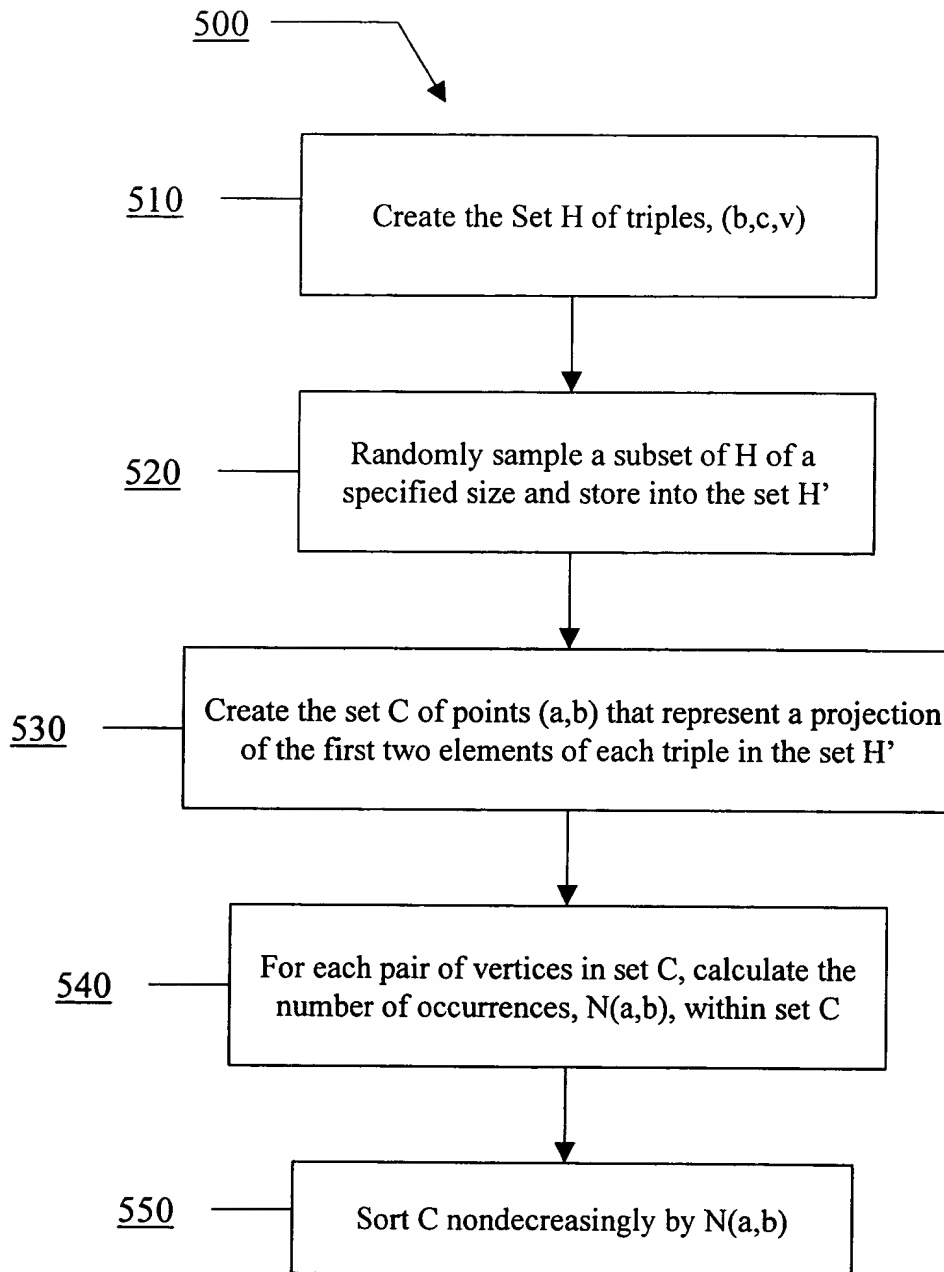 500
510
Create the Set H of triples, (b,c,v)
520
Randomly sample a subset of H of a
specified size and store into the set H’
530
Create the set C of points (a,b) that represent a projection
of the first two elements of each triple in the set H’
540
For each pair of vertices in set C, calculate the
number of occurrences, N(a,b), within set C
550
Sort C nondecreasingly by N(a,b)